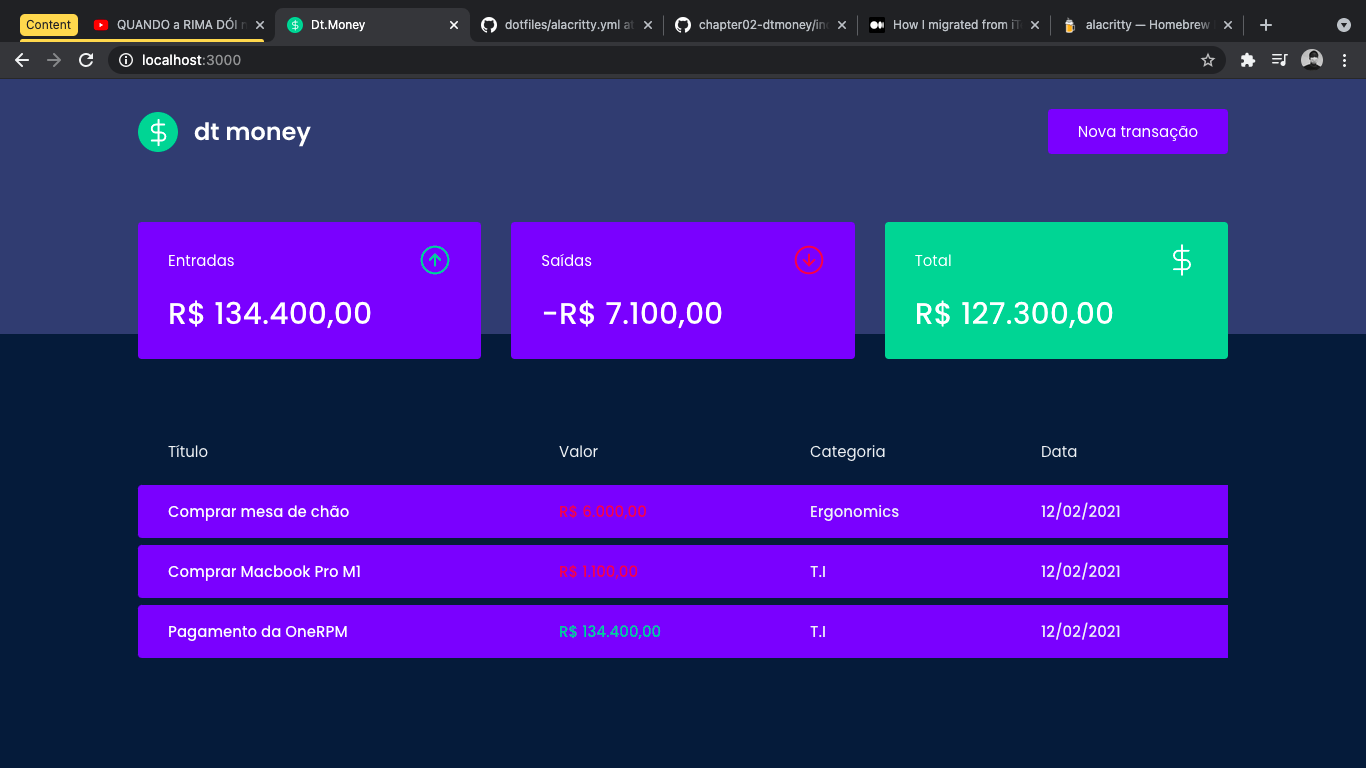 Content QUANDO a RIMA DÓI Dt.Money dotfiles/alacritty.yml at chapter02-dtmoney/in How I migrated from iT alacritty — Homebrew
localhost:3000
dt money Nova transação
Entradas Saídas Total
R$ 134.400,00 -R$ 7.100,00 R$ 127.300,00
Título Valor Categoria Data
Comprar mesa de chão R$ 6.000,00 Ergonomics 12/02/2021
Comprar Macbook Pro M1 R$ 1.100,00 T.I 12/02/2021
Pagamento da OneRPM R$ 134.400,00 T.I 12/02/2021